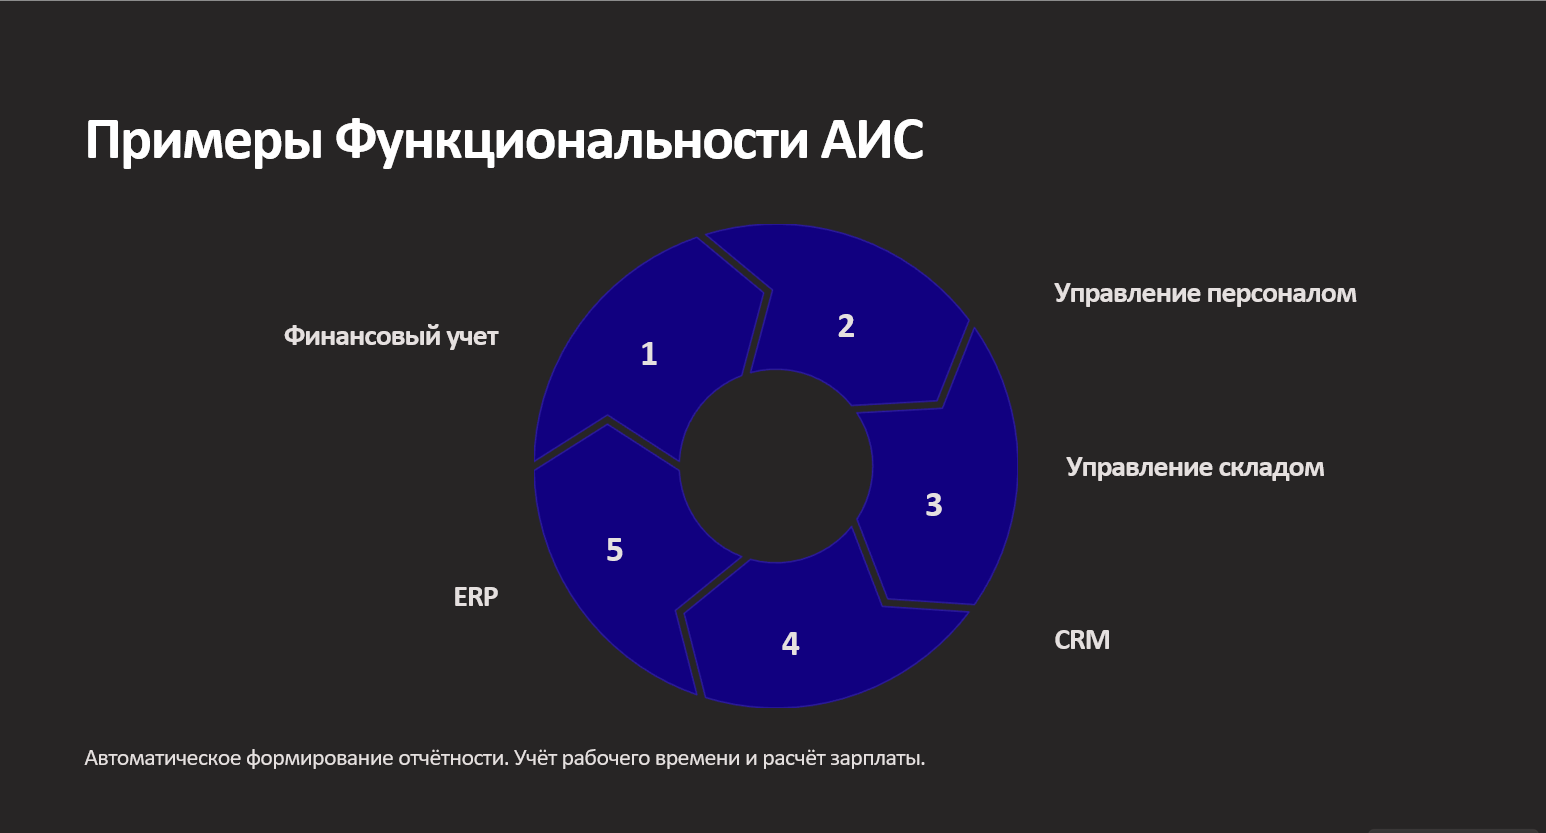 Примеры Функциональности АИС
Финансовый учет
1
2
Управление персоналом
3
Управление складом
4
CRM
5
ERP
Автоматическое формирование отчётности. Учёт рабочего времени и расчёт зарплаты.